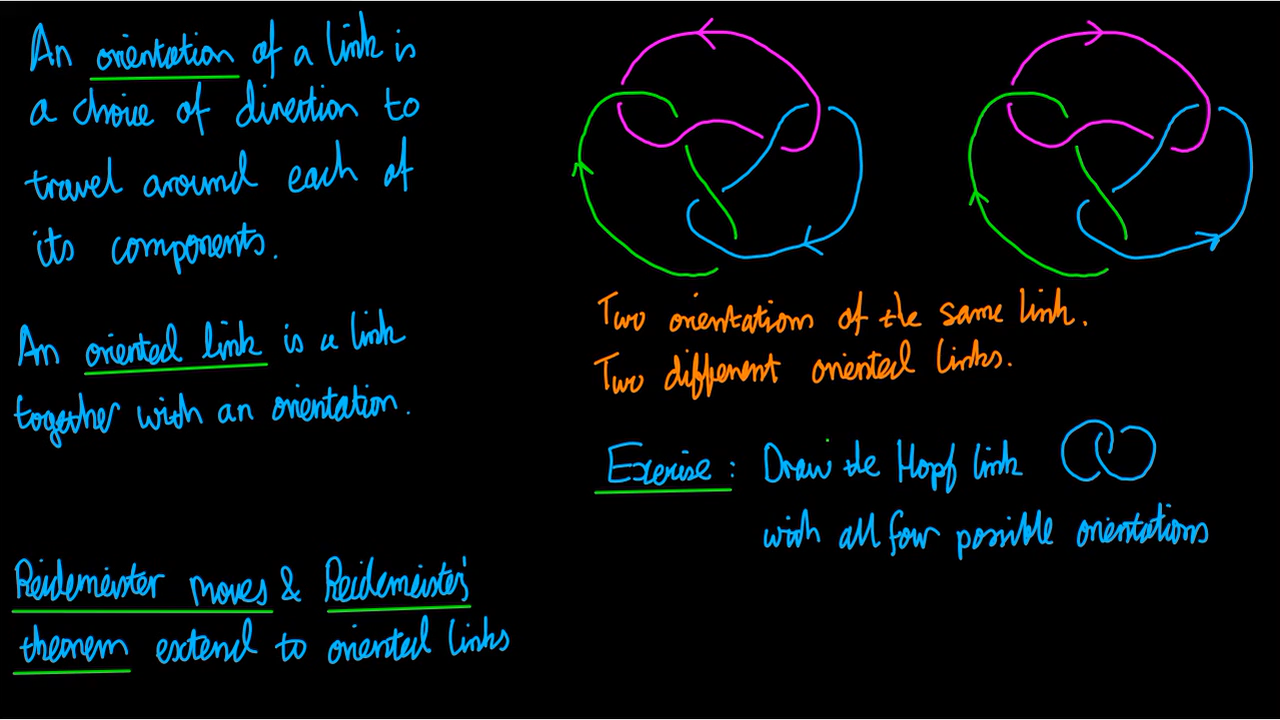 An orientation of a link is
a choice of direction to
travel around each of
its components.
An oriented link is a link
together with an orientation.
Reidemeister moves & Reidemeister's
theorem extend to oriented links
Two orientations of the same link.
Two different oriented links.
Exercise: Draw the Hopf link
with all four possible orientations